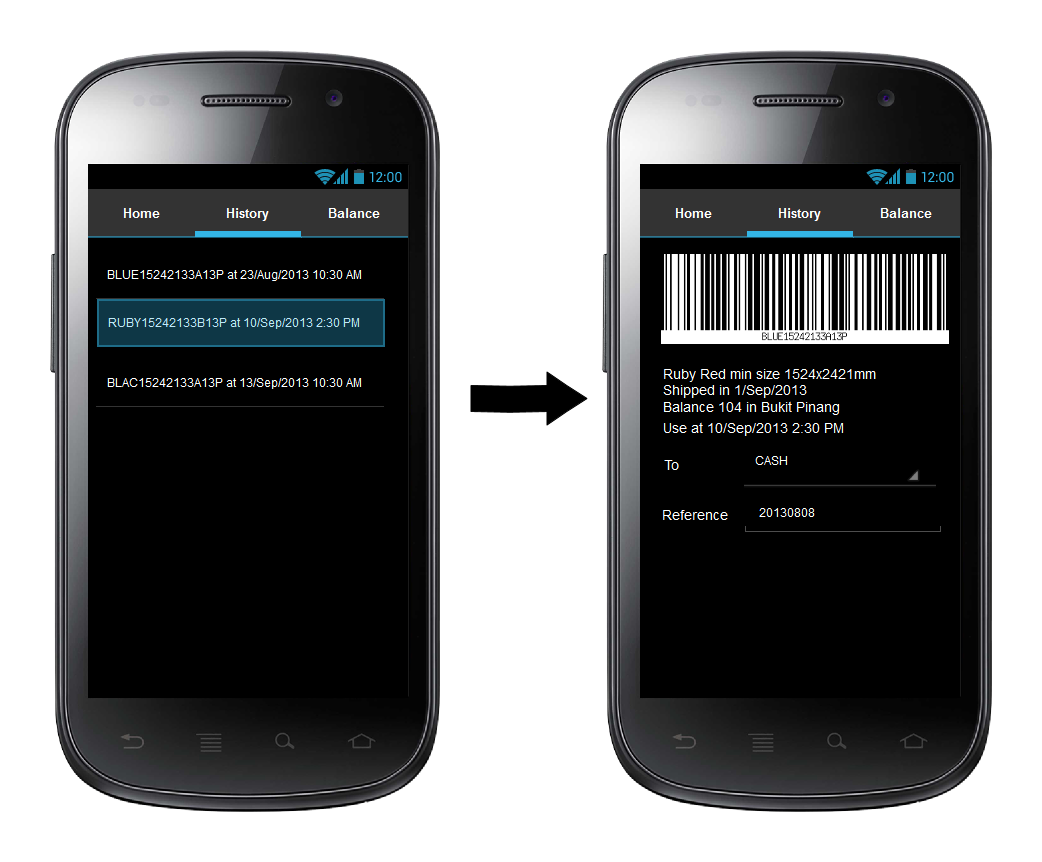 12:00
Home History Balance
BLUE15242133A13P at 23/Aug/2013 10:30 AM
RUBY15242133B13P at 10/Sep/2013 2:30 PM
BLAC15242133A13P at 13/Sep/2013 10:30 AM
12:00
Home History Balance
BLUE15242133A13P
Ruby Red min size 1524x2421mm
Shipped in 1/Sep/2013
Balance 104 in Bukit Pinang
Use at 10/Sep/2013 2:30 PM
To CASH
Reference 20130808